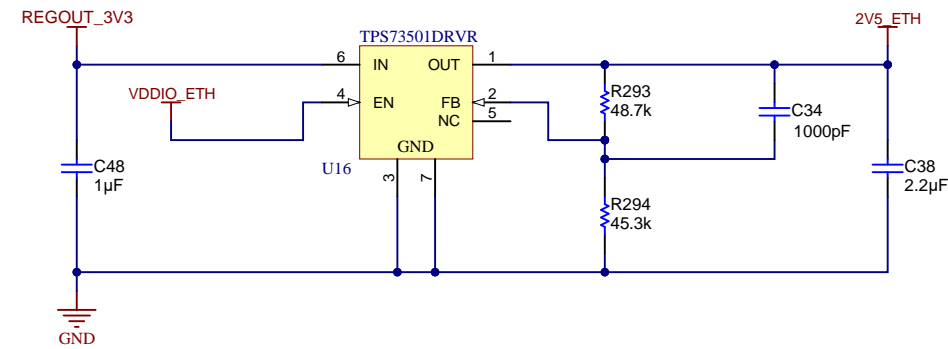 REGOUT_3V3
2V5_ETH
TPS73501DRVR
6
IN
OUT
1
VDDIO_ETH
4
EN
FB
2
NC
5
GND
U16
3
7
R293
48.7k
C34
1000pF
C48
1µF
C38
2.2µF
R294
45.3k
GND